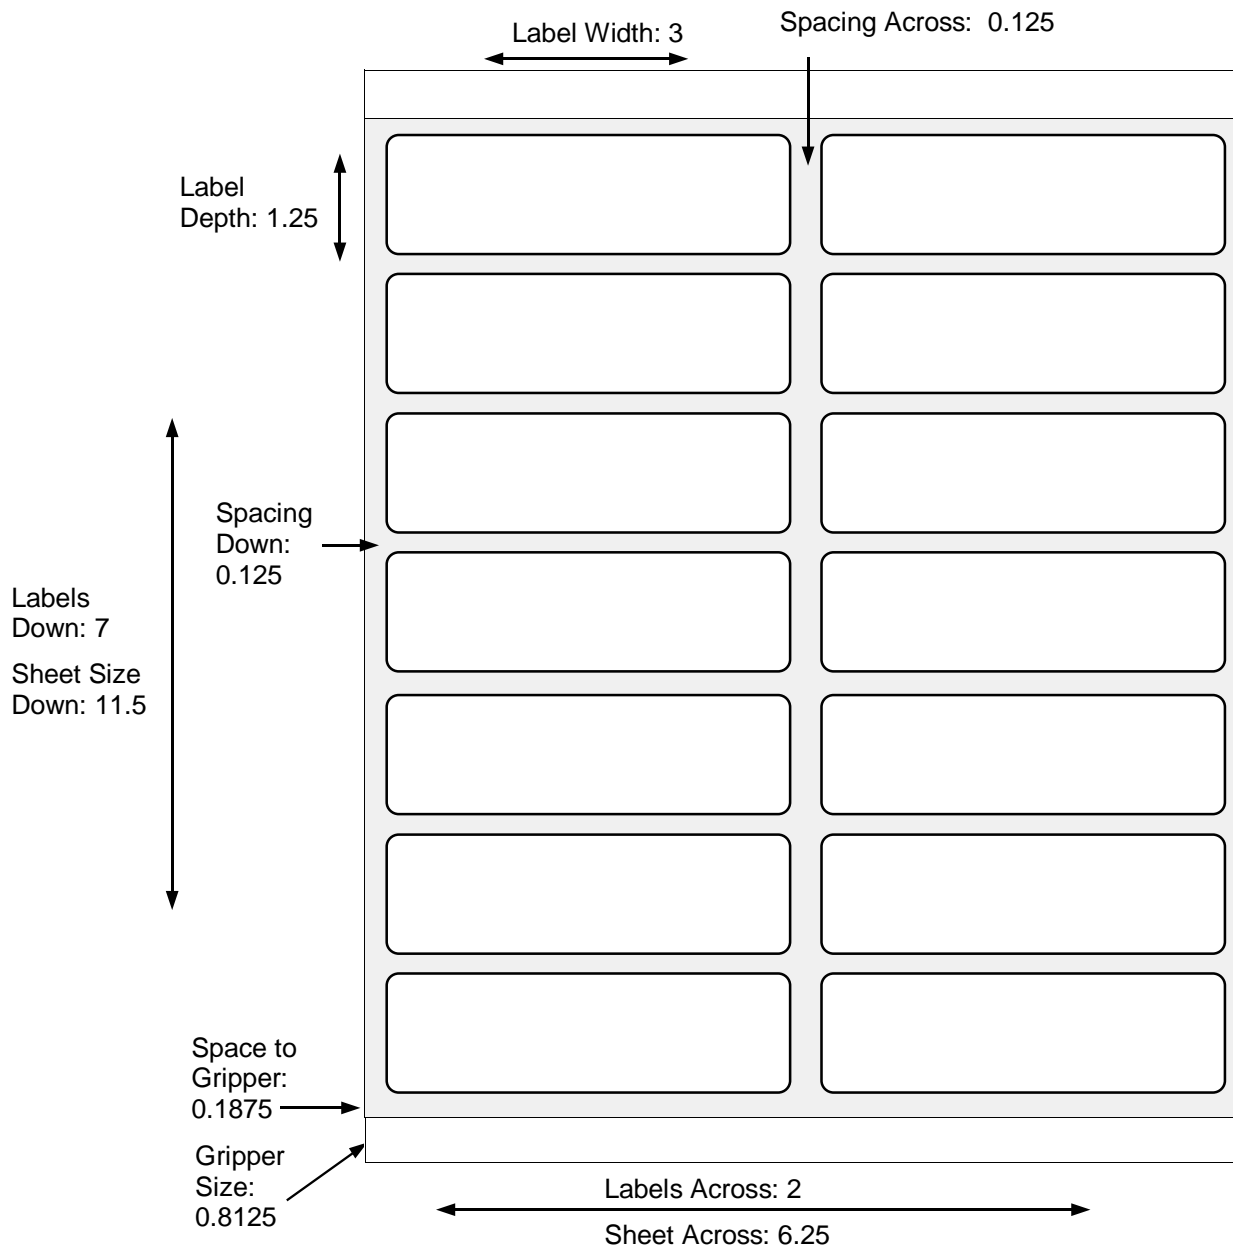 Label Width: 3
Spacing Across:  0.125
Label
Depth: 1.25
Spacing
Down:
0.125
Labels
Down: 7
Sheet Size
Down: 11.5
Space to
Gripper:
0.1875
Gripper
Size:
0.8125
Labels Across: 2
Sheet Across: 6.25